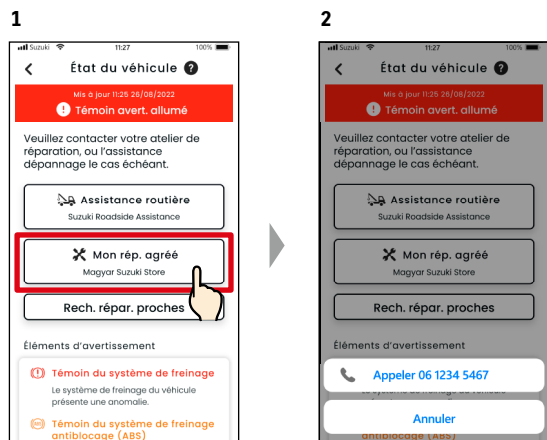 1
Suzuki 11:27 100%
État du véhicule ?
Mis à jour 11:25 26/08/2022
! Témoin avert. allumé
Veuillez contacter votre atelier de
réparation, ou l'assistance
dépannage le cas échéant.
Assistance routière
Suzuki Roadside Assistance
Mon rép. agréé
Magyar Suzuki Store
Rech. répar. proches
Éléments d'avertissement
Témoin du système de freinage
Le système de freinage du véhicule
présente une anomalie.
Témoin du système de freinage
antiblocage (ABS)
2
Suzuki 11:27 100%
État du véhicule ?
Mis à jour 11:25 26/08/2022
! Témoin avert. allumé
Veuillez contacter votre atelier de
réparation, ou l'assistance
dépannage le cas échéant.
Assistance routière
Suzuki Roadside Assistance
Mon rép. agréé
Magyar Suzuki Store
Rech. répar. proches
Éléments d'avertissement
Appeler 06 1234 5467
Annuler
antiblocage (ABS)